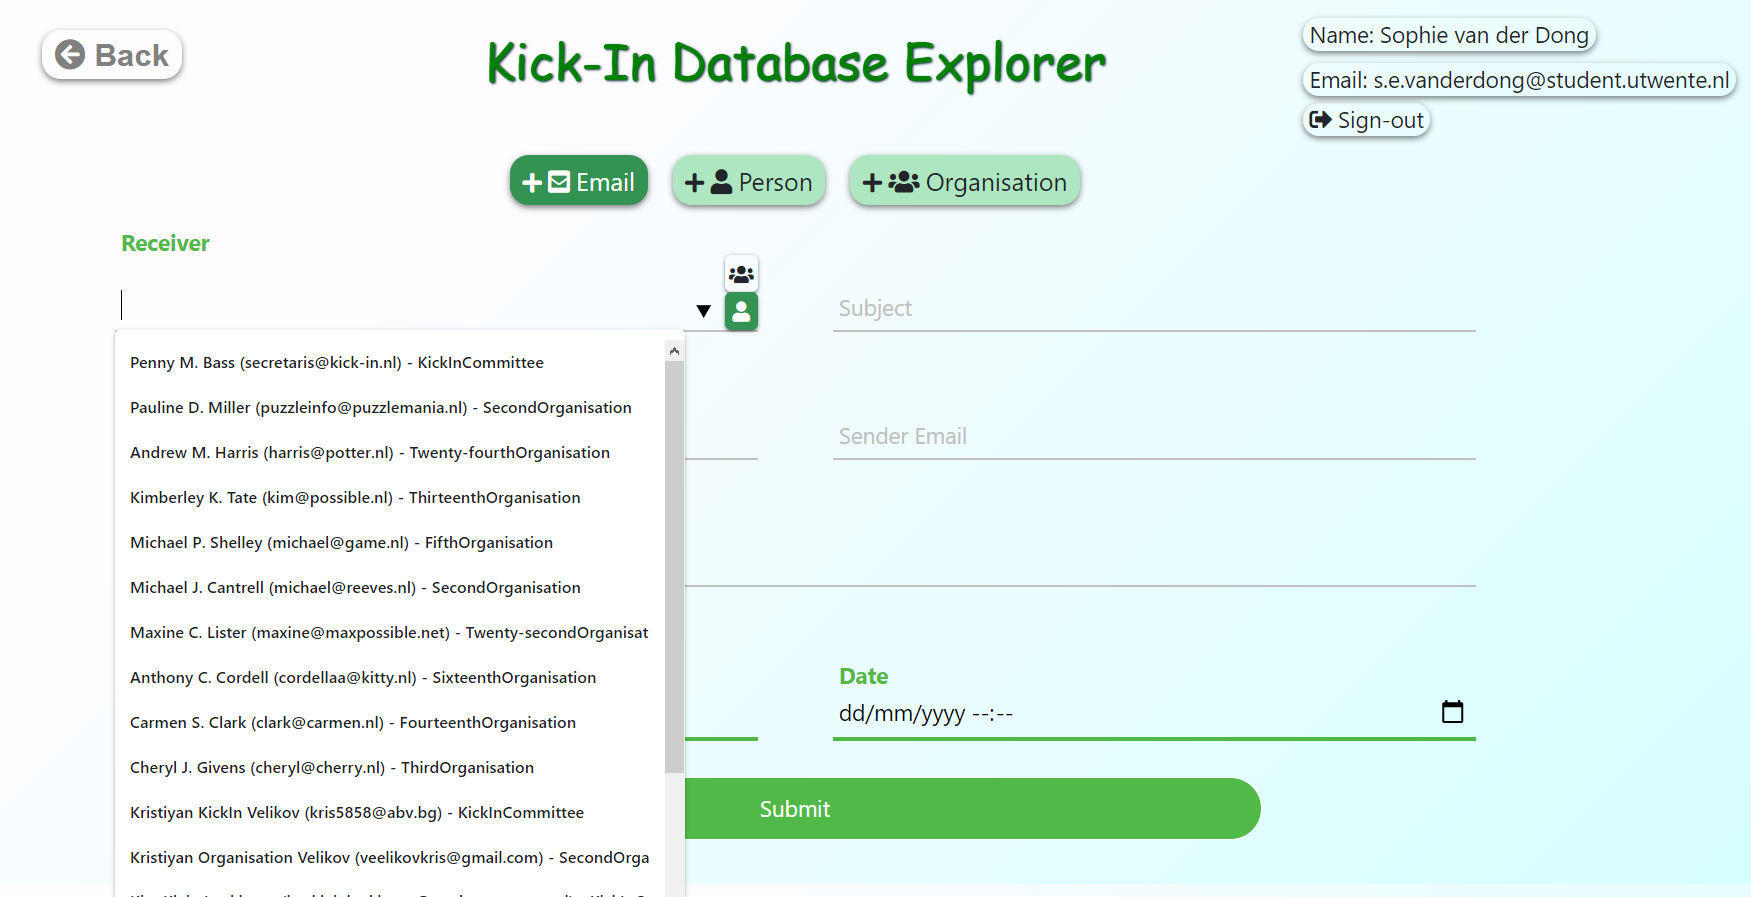 Back
Kick-In Database Explorer
Name: Sophie van der Dong
Email: s.e.vanderdong@student.utwente.nl
Sign-out
+ Email
+ Person
+ Organisation
Receiver
Subject
Penny M. Bass (secretaris@kick-in.nl) - KickInCommittee
Pauline D. Miller (puzzleinfo@puzzlemania.nl) - SecondOrganisation
Andrew M. Harris (harris@potter.nl) - Twenty-fourthOrganisation
Sender Email
Kimberley K. Tate (kim@possible.nl) - ThirteenthOrganisation
Michael P. Shelley (michael@game.nl) - FifthOrganisation
Michael J. Cantrell (michael@reeves.nl) - SecondOrganisation
Maxine C. Lister (maxine@maxpossible.net) - Twenty-secondOrganisat
Anthony C. Cordell (cordellaa@kitty.nl) - SixteenthOrganisation
Date
Carmen S. Clark (clark@carmen.nl) - FourteenthOrganisation
dd/mm/yyyy --:--
Cheryl J. Givens (cheryl@cherry.nl) - ThirdOrganisation
Kristiyan KickIn Velikov (kris5858@abv.bg) - KickInCommittee
Submit
Kristiyan Organisation Velikov (veelikovkris@gmail.com) - SecondOrga